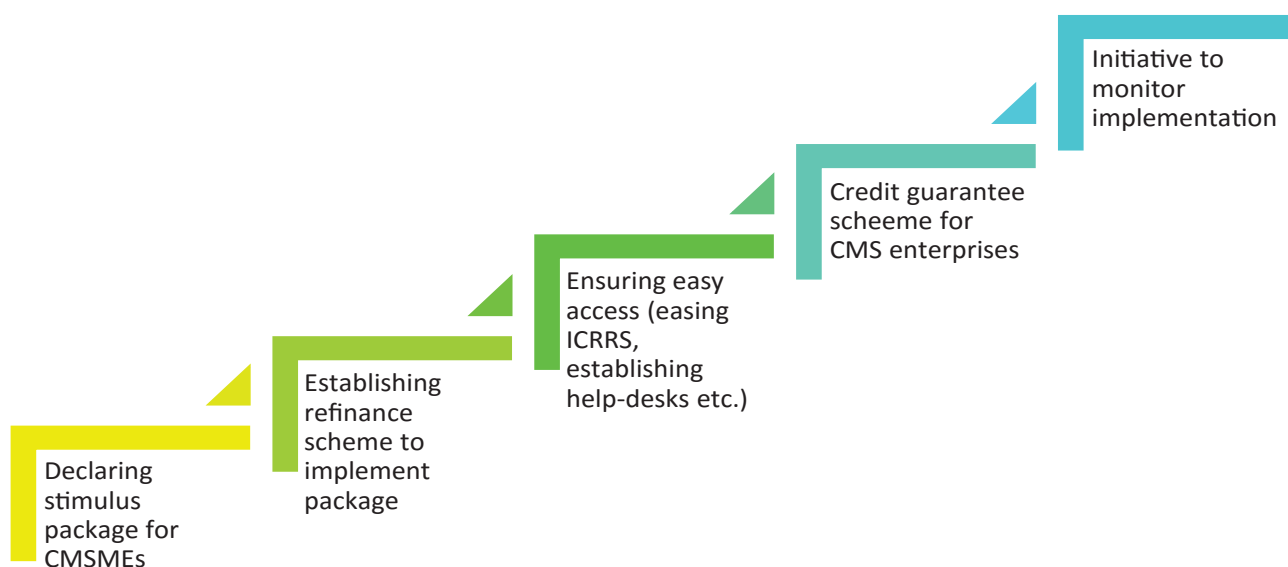 Declaring
stimulus
package for
CMSMEs
Establishing
refinance
scheme to
implement
package
Ensuring easy
access (easing
ICRRS,
establishing
help-desks etc.)
Credit guarantee
scheeme for
CMS enterprises
Initiative to
monitor
implementation